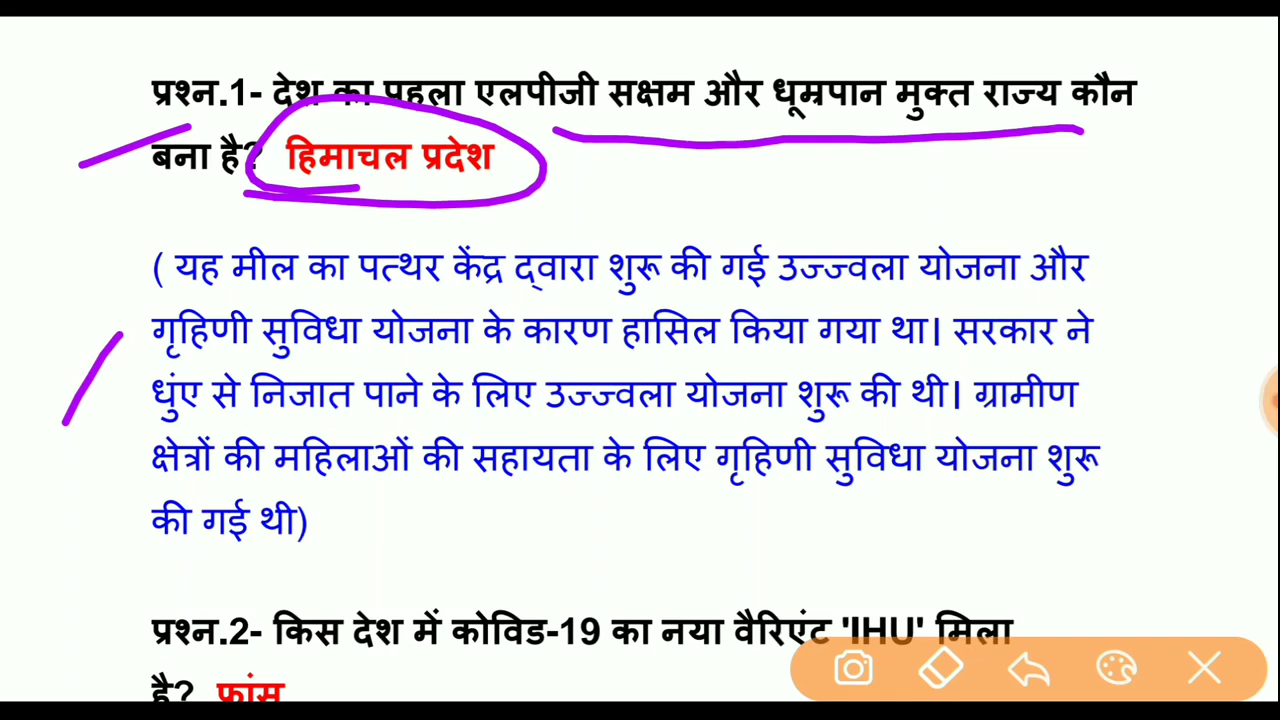 प्रश्न.1- देश का पहला एलपीजी सक्षम और धूम्रपान मुक्त राज्य कौन
बना है? हिमाचल प्रदेश
( यह मील का पत्थर केंद्र द्वारा शुरू की गई उज्ज्वला योजना और
गृहिणी सुविधा योजना के कारण हासिल किया गया था। सरकार ने
धुंए से निजात पाने के लिए उज्ज्वला योजना शुरू की थी। ग्रामीण
क्षेत्रों की महिलाओं की सहायता के लिए गृहिणी सुविधा योजना शुरू
की गई थी)
प्रश्न.2- किस देश में कोविड-19 का नया वैरिएंट 'IHU' मिला
है? फ्रांस